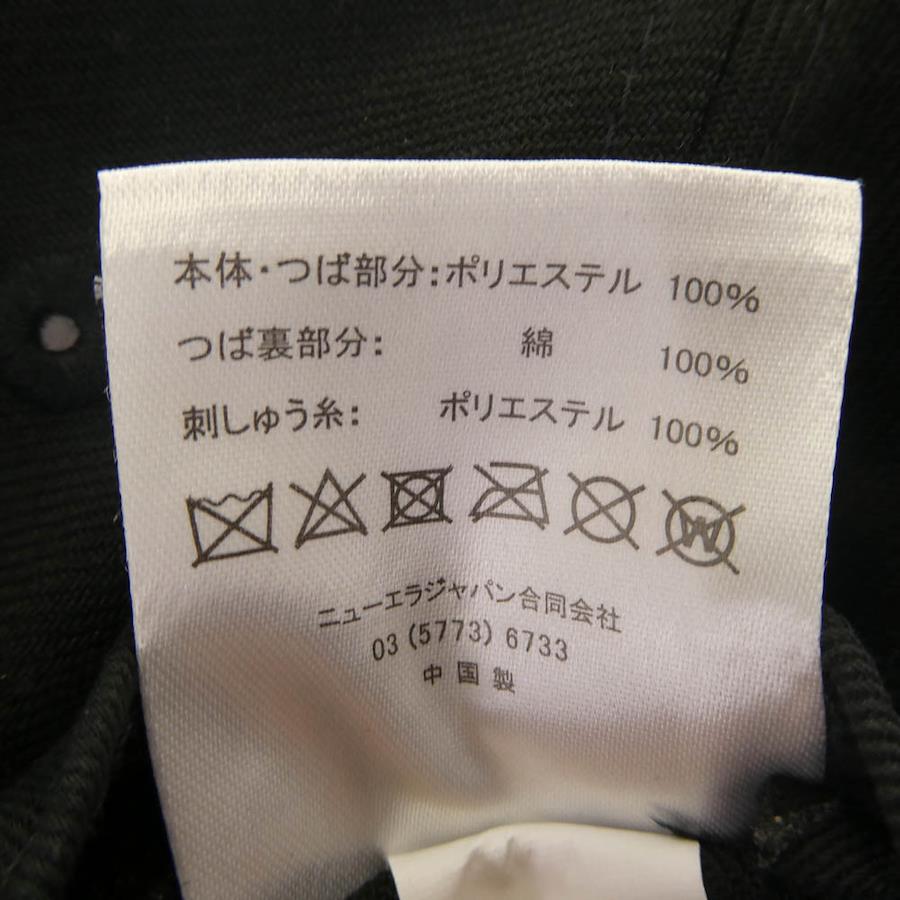 本体・つば部分：ポリエステル 100%
つば裏部分： 綿 100%
刺しゅう糸： ポリエステル 100%
W
ニューエラジャパン合同会社
03 (5773) 6733
中国製